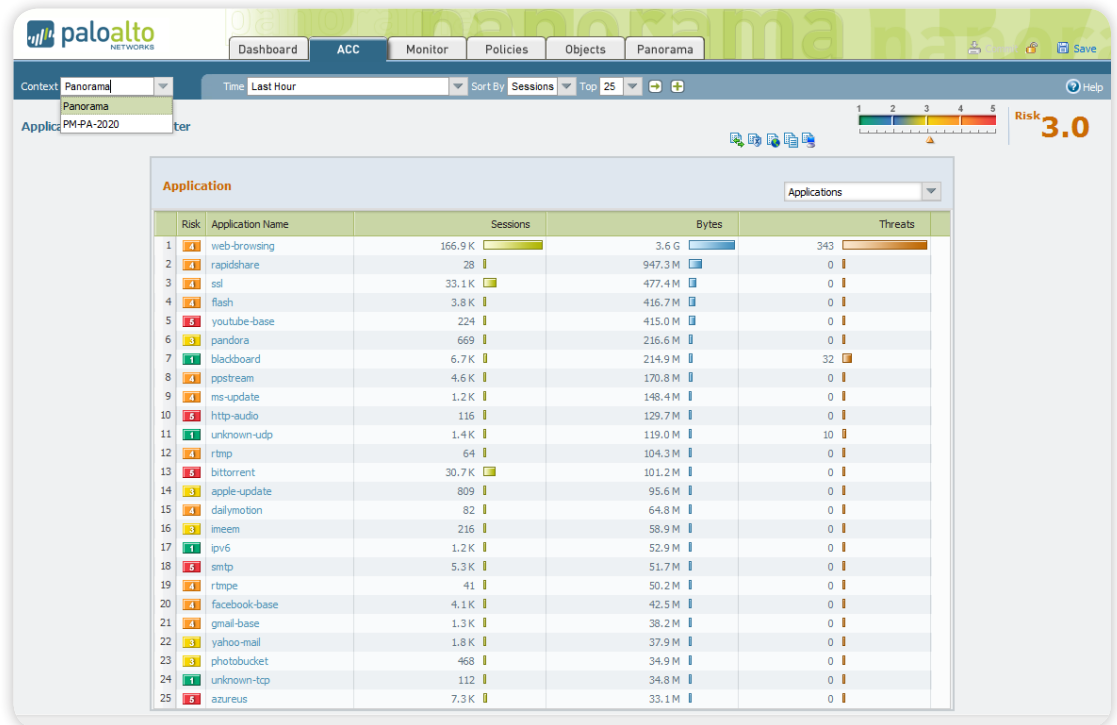 paloalto
NETWORKS
panorama
Dashboard ACC Monitor Policies Objects Panorama
Save
Context Panorama Time Last Hour Sort By Sessions Top 25 Help
Panorama
PM-PA-2020
Applica ter
1 2 3 4 5
Risk 3.0
Application Applications
Risk Application Name Sessions Bytes Threats
1 4 web-browsing 166.9 K 3.6 G 343
2 4 rapidshare 28 947.3 M 0
3 4 ssl 33.1 K 477.4 M 0
4 4 flash 3.8 K 416.7 M 0
5 5 youtube-base 224 415.0 M 0
6 3 pandora 669 216.6 M 0
7 1 blackboard 6.7 K 214.9 M 32
8 4 ppstream 4.6 K 170.8 M 0
9 4 ms-update 1.2 K 148.4 M 0
10 5 http-audio 116 129.7 M 0
11 1 unknown-udp 1.4 K 119.0 M 10
12 4 rtmp 64 104.3 M 0
13 5 bittorrent 30.7 K 101.2 M 0
14 3 apple-update 809 95.6 M 0
15 4 dailymotion 82 64.8 M 0
16 3 imeem 216 58.9 M 0
17 1 ipv6 1.2 K 52.9 M 0
18 5 smtp 5.3 K 51.7 M 0
19 4 rtmpe 41 50.2 M 0
20 4 facebook-base 4.1 K 42.5 M 0
21 4 gmail-base 1.3 K 38.2 M 0
22 3 yahoo-mail 1.8 K 37.9 M 0
23 3 photobucket 468 34.9 M 0
24 1 unknown-tcp 112 34.8 M 0
25 5 azureus 7.3 K 33.1 M 0